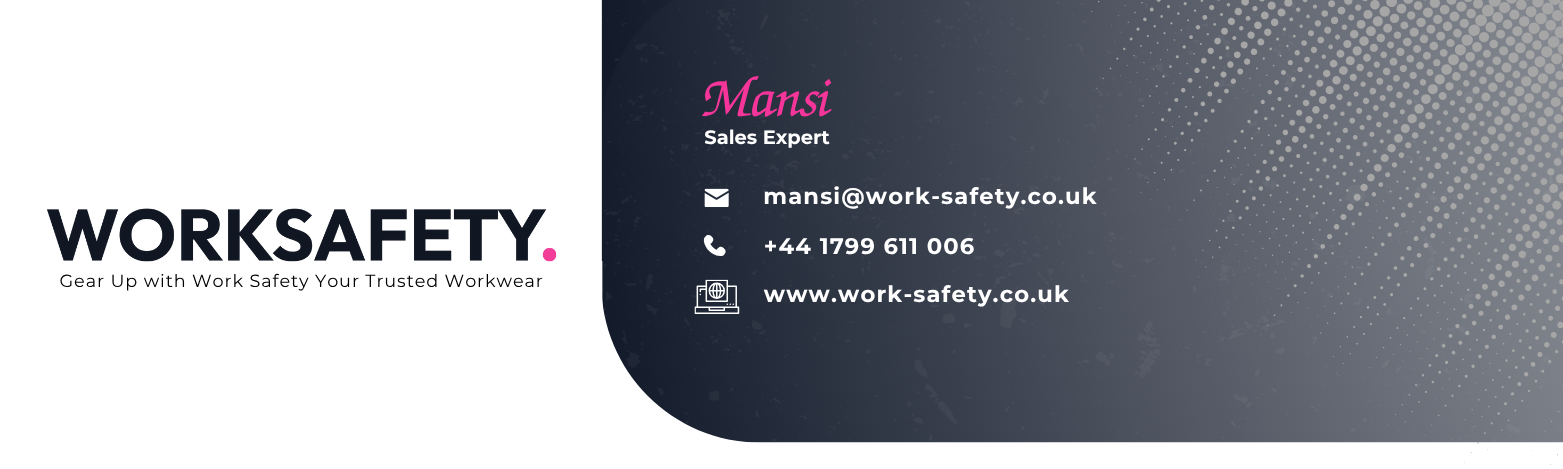 WORKSAFETY.
Gear Up with Work Safety Your Trusted Workwear
Mansi
Sales Expert
mansi@work-safety.co.uk
+44 1799 611 006
www.work-safety.co.uk